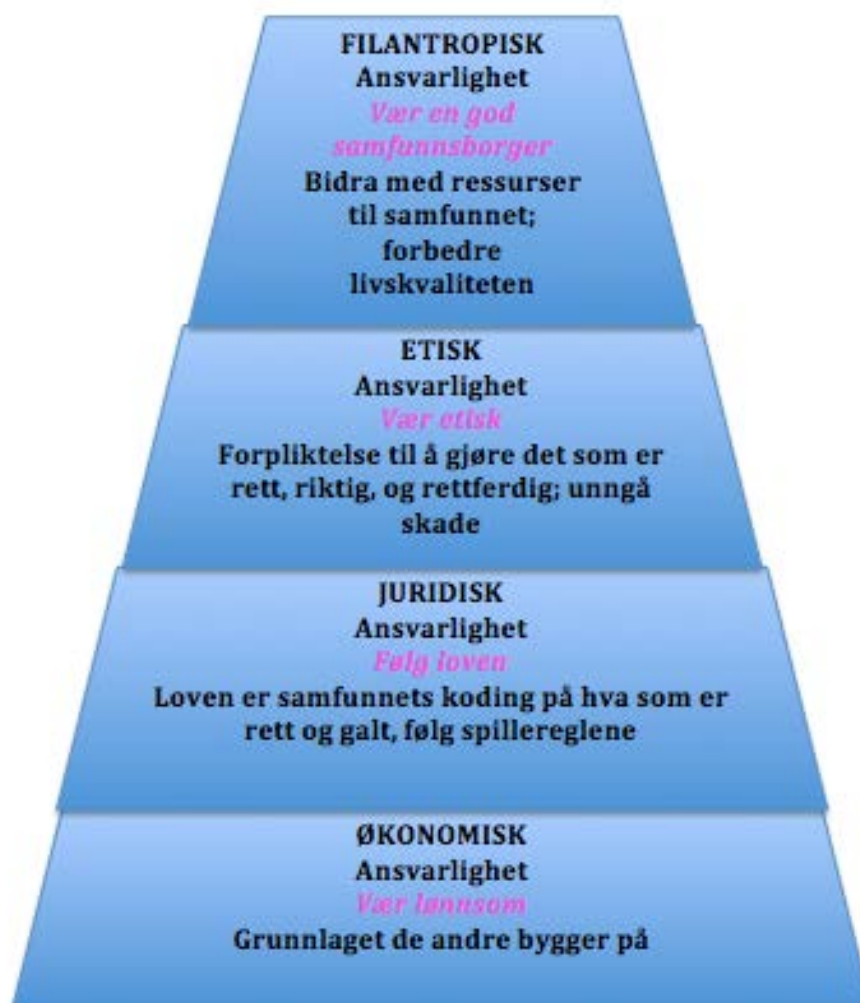 FILANTROPISK
Ansvarlighet
Vær en god
samfunnsborger
Bidra med ressurser
til samfunnet;
forbedre
livskvaliteten
ETISK
Ansvarlighet
Vær etisk
Forpliktelse til å gjøre det som er
rett, riktig, og rettferdig; unngå
skade
JURIDISK
Ansvarlighet
Følg loven
Loven er samfunnets koding på hva som er
rett og galt, følg spillereglene
ØKONOMISK
Ansvarlighet
Vær lønnsom
Grunnlaget de andre bygger på